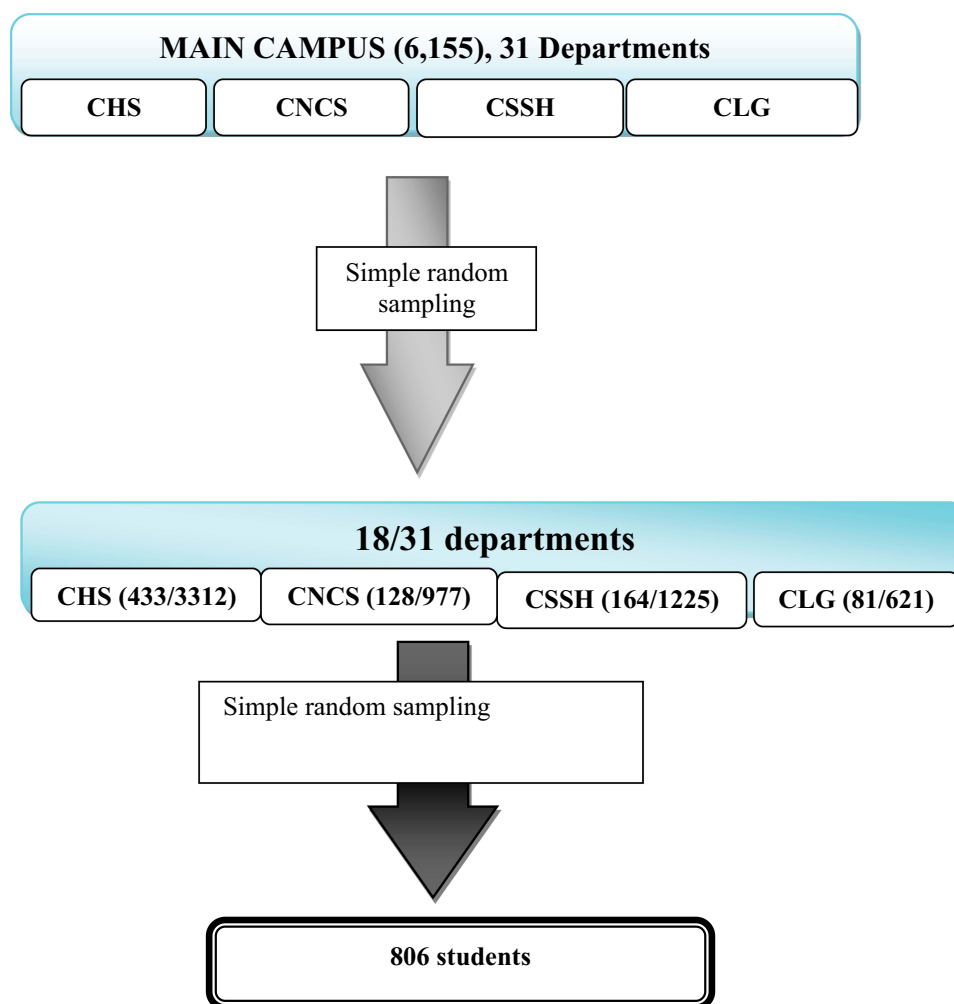 MAIN CAMPUS (6,155), 31 Departments
CHS
CNCS
CSSH
CLG
Simple random
sampling
18/31 departments
CHS (433/3312)
CNCS (128/977)
CSSH (164/1225)
CLG (81/621)
Simple random sampling
806 students